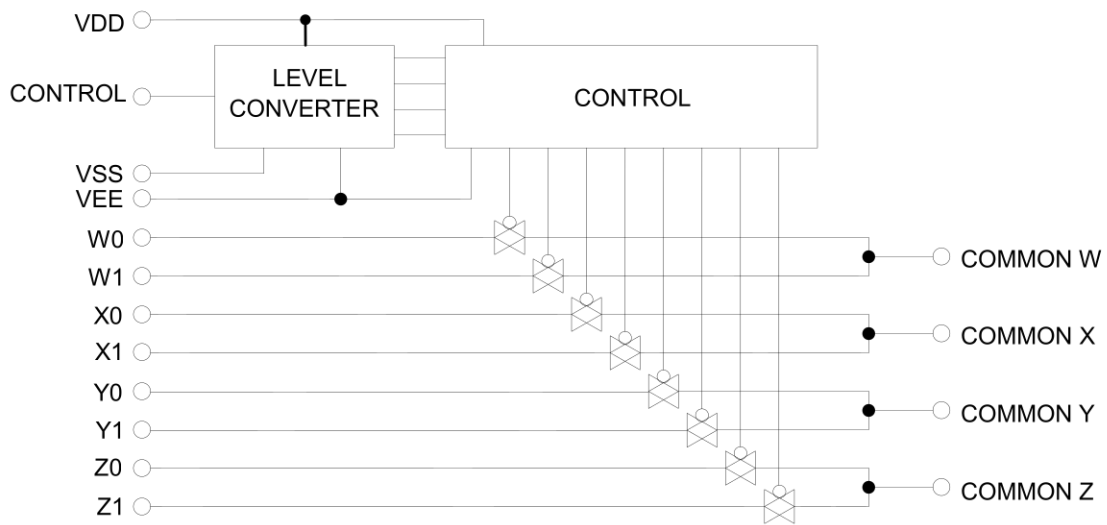 VDD
LEVEL
CONVERTER
CONTROL
CONTROL
VSS
VEE
W0
COMMON W
W1
X0
COMMON X
X1
Y0
COMMON Y
Y1
Z0
COMMON Z
Z1